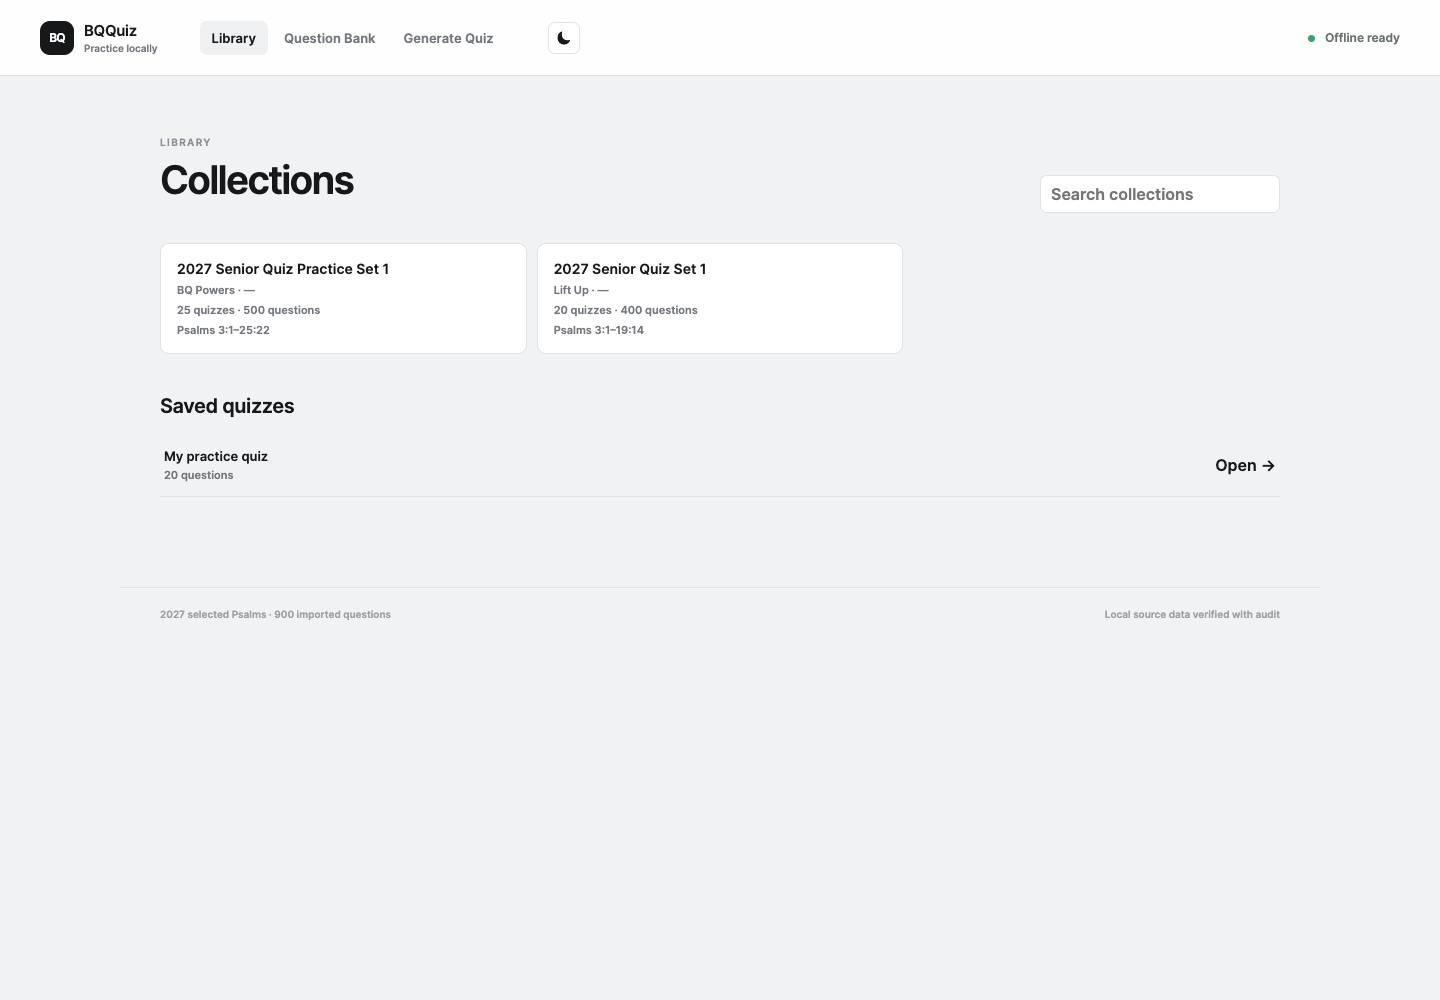 BQ
BQQuiz
Practice locally
Library
Question Bank
Generate Quiz
Offline ready
LIBRARY
Collections
Search collections
2027 Senior Quiz Practice Set 1
BQ Powers · —
25 quizzes · 500 questions
Psalms 3:1–25:22
2027 Senior Quiz Set 1
Lift Up · —
20 quizzes · 400 questions
Psalms 3:1–19:14
Saved quizzes
My practice quiz
20 questions
Open →
2027 selected Psalms · 900 imported questions
Local source data verified with audit